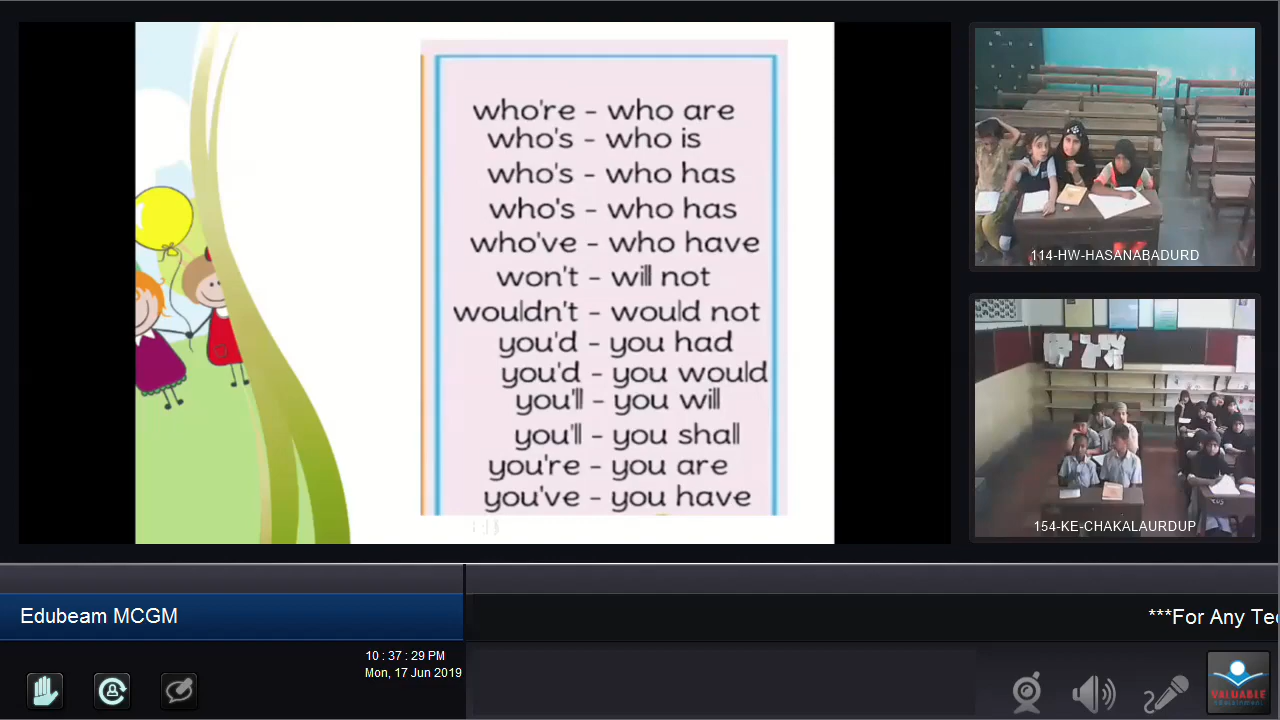 who're - who are
who's - who is
who's - who has
who's - who has
who've - who have
won't - will not
wouldn't - would not
you'd - you had
you'd - you would
you'll - you will
you'll - you shall
you're - you are
you've - you have
114-HW-HASANABADURD
154-KE-CHAKALAURDUP
Edubeam MCGM
***For Any Tec
10 : 37 : 29 PM
Mon, 17 Jun 2019
VALUABLE